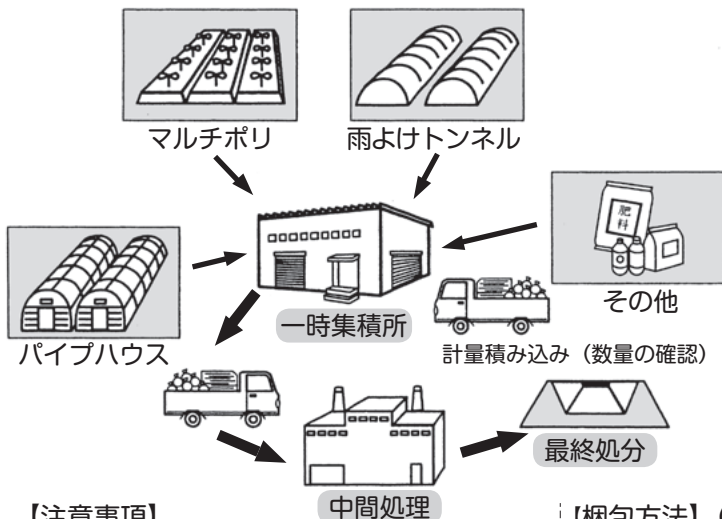 マルチポリ
雨よけトンネル
肥料
その他
パイプハウス
一時集積所
計量積み込み（数量の確認）
最終処分
中間処理
【注意事項】
【梱包方法】